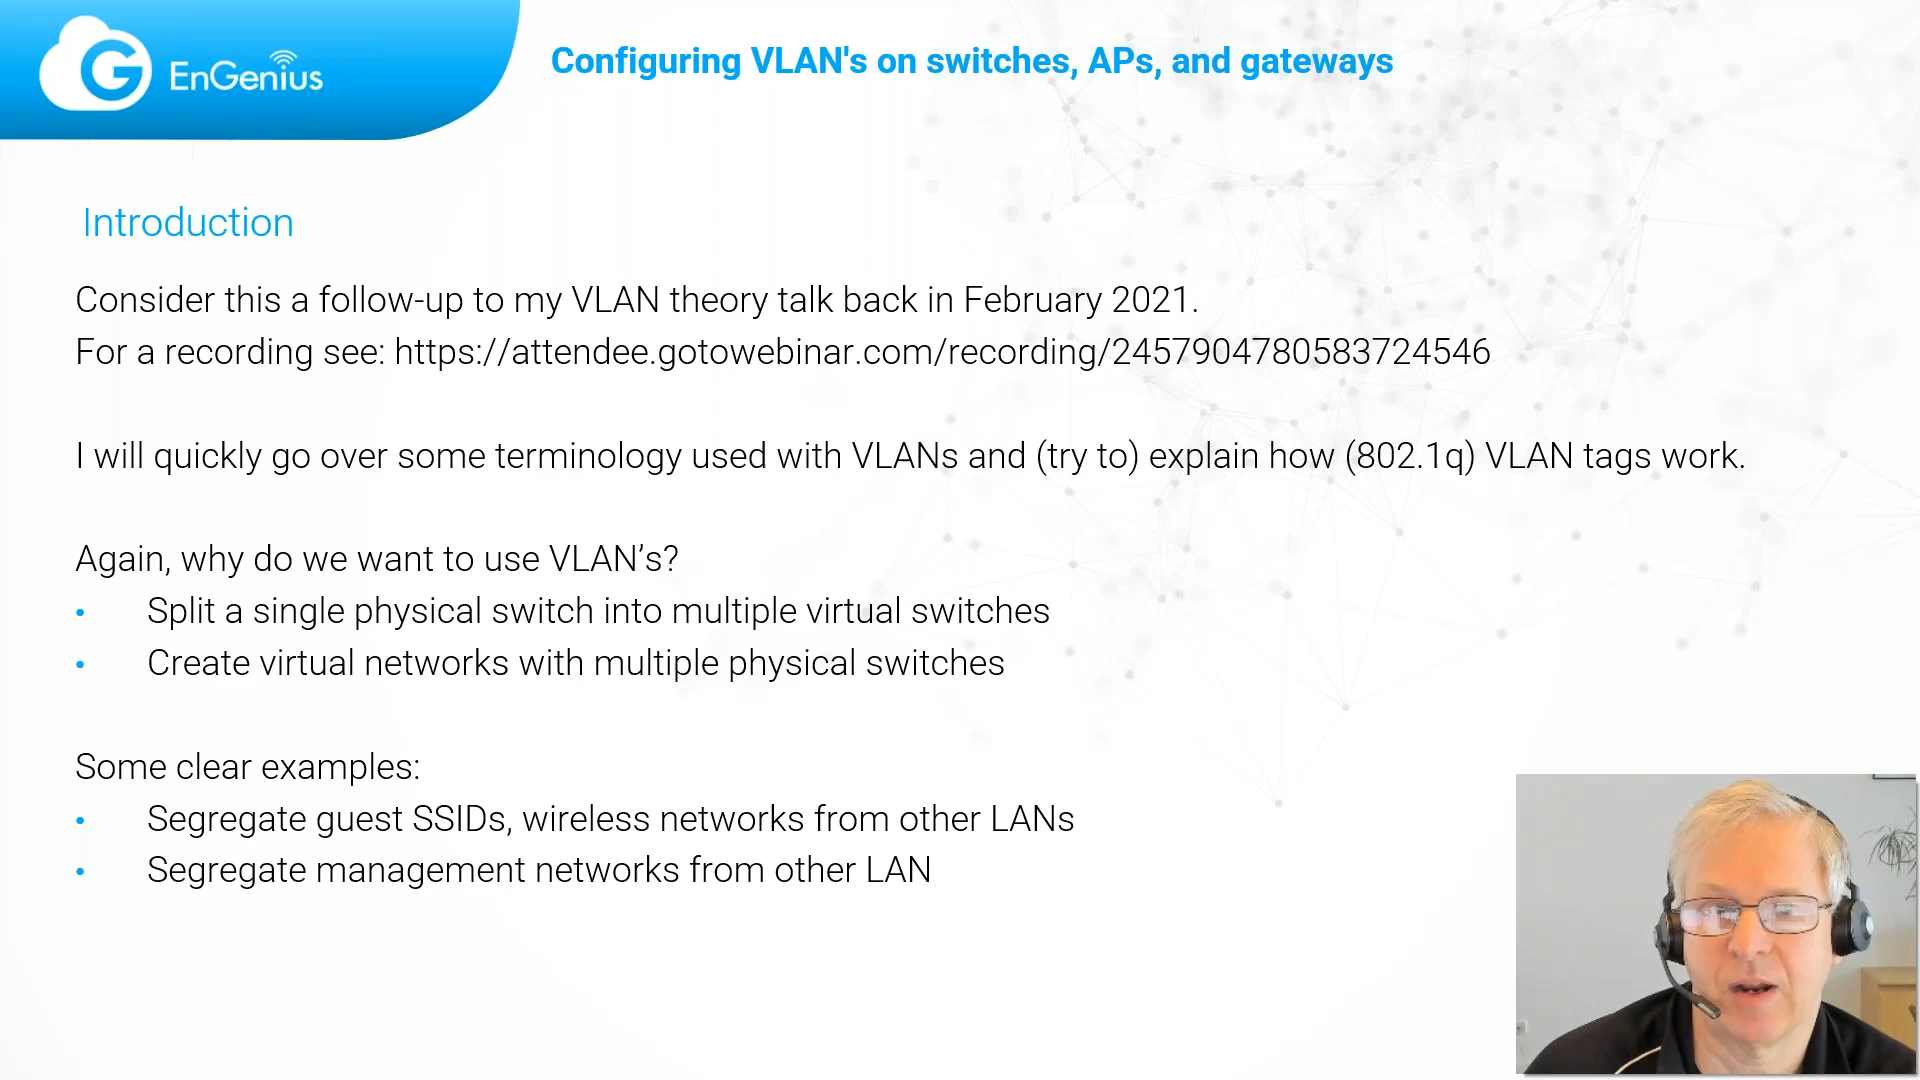 EnGenius
Configuring VLAN's on switches, APs, and gateways
Introduction
Consider this a follow-up to my VLAN theory talk back in February 2021.
For a recording see: https://attendee.gotowebinar.com/recording/2457904780583724546
I will quickly go over some terminology used with VLANs and (try to) explain how (802.1q) VLAN tags work.
Again, why do we want to use VLAN’s?
• Split a single physical switch into multiple virtual switches
• Create virtual networks with multiple physical switches
Some clear examples:
• Segregate guest SSIDs, wireless networks from other LANs
• Segregate management networks from other LAN